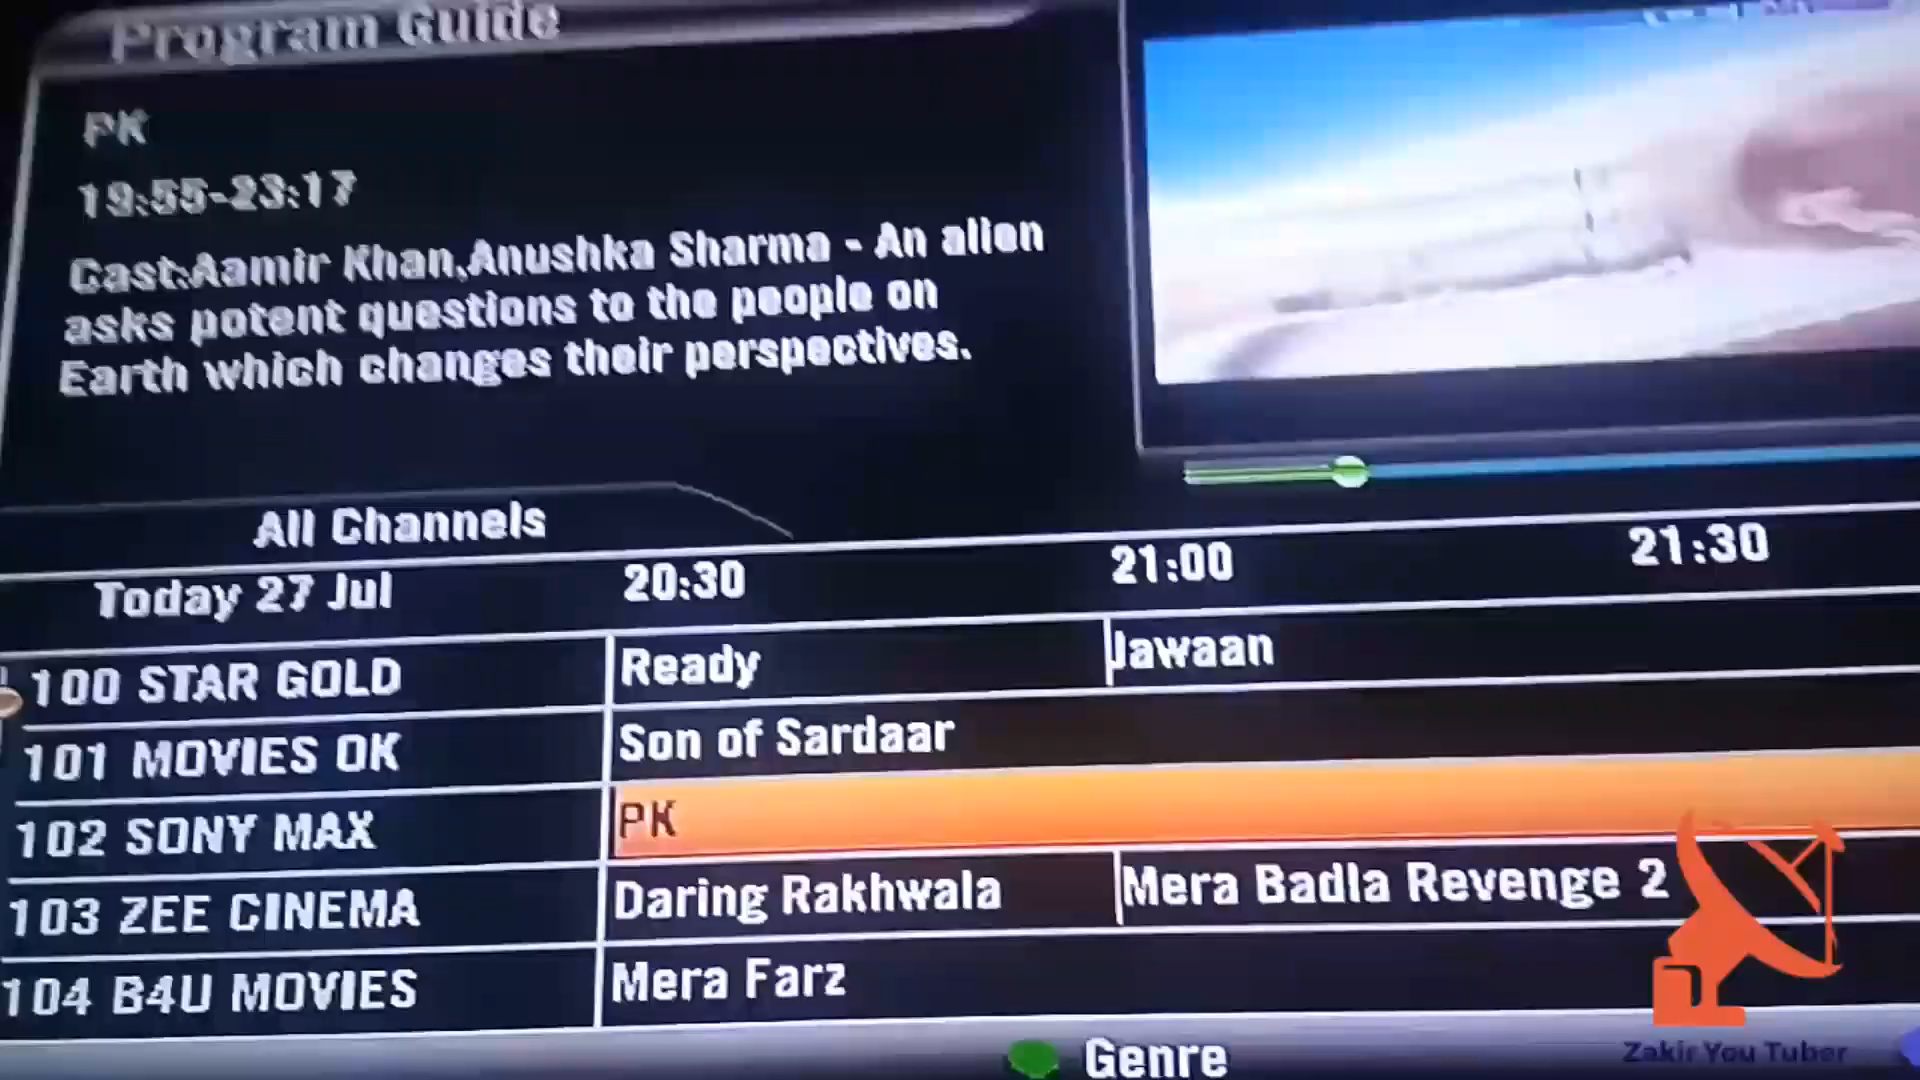 Program Guide
PK
19:55-23:17
Cast:Aamir Khan,Anushka Sharma - An alien
asks potent questions to the people on
Earth which changes their perspectives.
All Channels
Today 27 Jul 20:30 21:00 21:30
100 STAR GOLD Ready Jawaan
101 MOVIES OK Son of Sardaar
102 SONY MAX PK
103 ZEE CINEMA Daring Rakhwala Mera Badla Revenge 2
104 B4U MOVIES Mera Farz
Genre
Zakir You Tuber